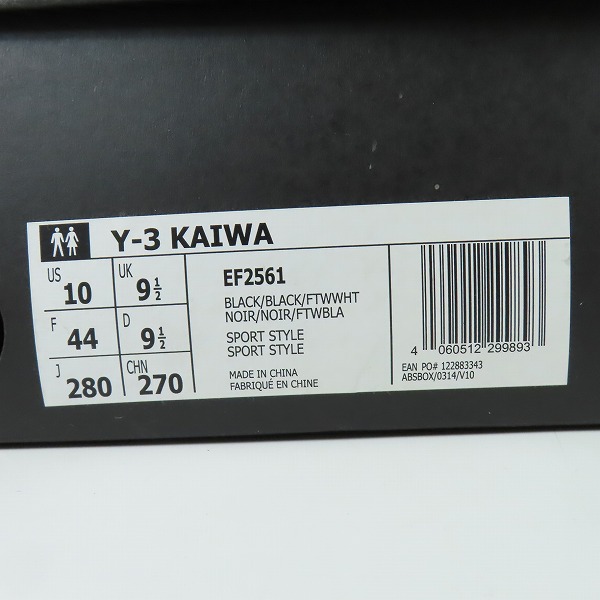 Y-3 KAIWA
US 10 UK 9½
F 44 D 9½
J 280 CHN 270
EF2561
BLACK/BLACK/FTWWHT
NOIR/NOIR/FTWBLA
SPORT STYLE
SPORT STYLE
MADE IN CHINA
FABRIQUÉ EN CHINE
4 060512 299893
EAN PO# 122883343
ABSBOX/0314/V10